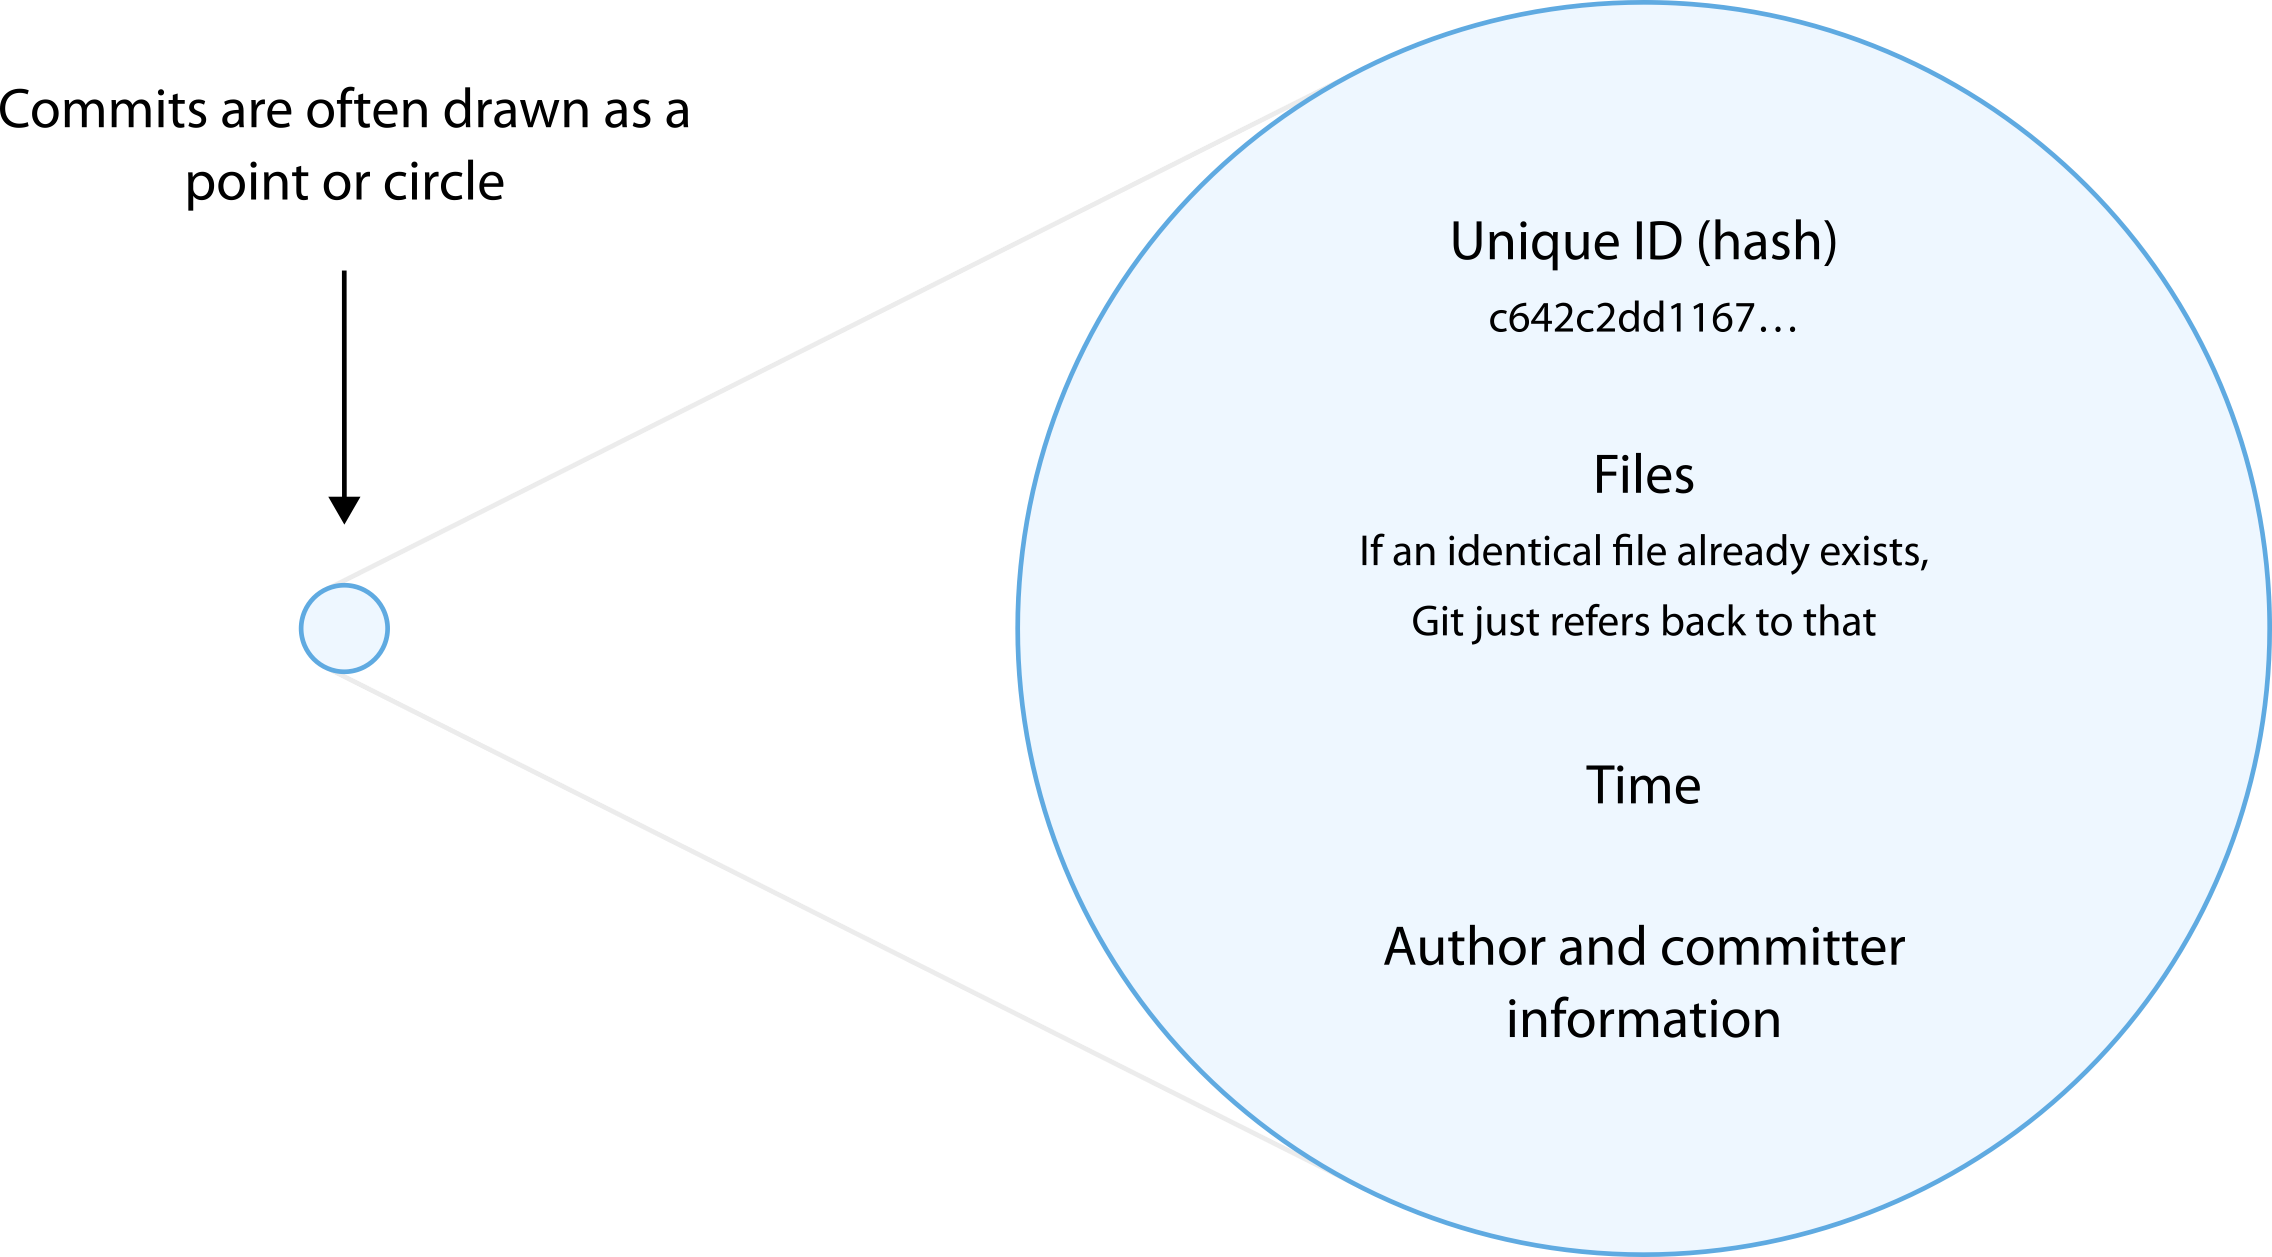 Commits are often drawn as a
point or circle
Unique ID (hash)
c642c2dd1167…
Files
If an identical file already exists,
Git just refers back to that
Time
Author and committer
information